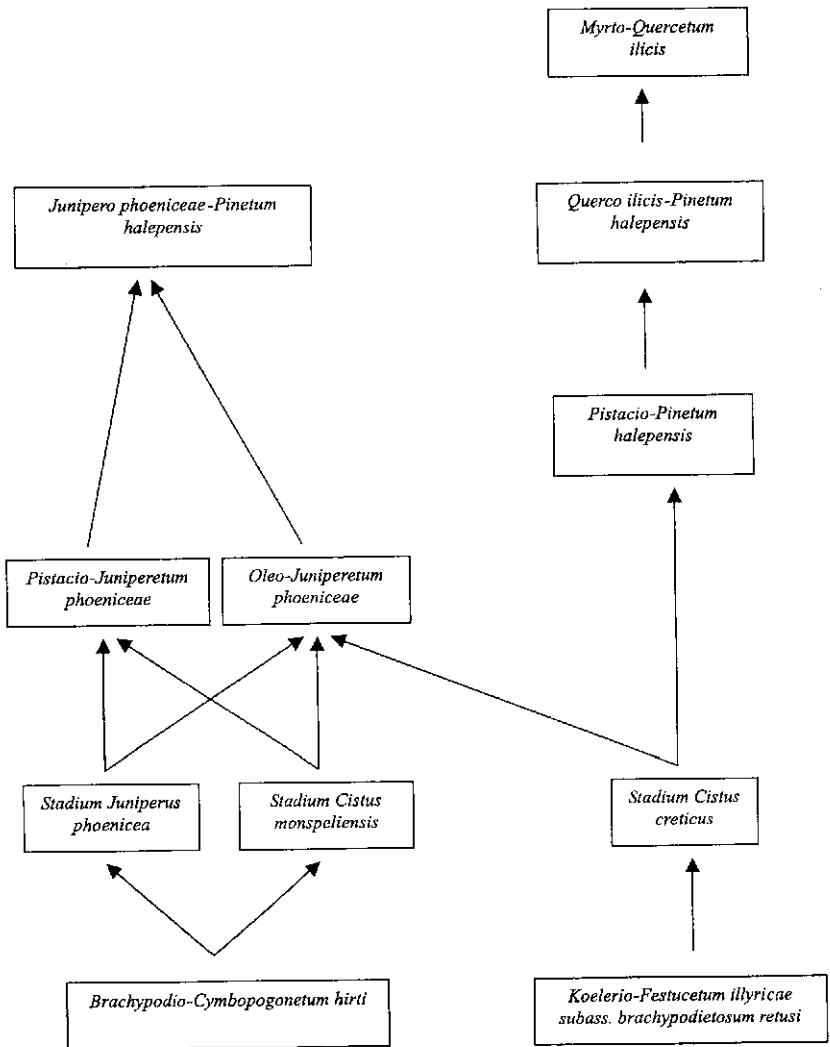 Myrto-Quercetum
ilicis
Junipero phoeniceae-Pinetum
halepensis
Querco ilicis-Pinetum
halepensis
Pistacio-Pinetum
halepensis
Pistacio-Juniperetum
phoeniceae
Oleo-Juniperetum
phoeniceae
Stadium Juniperus
phoenicea
Stadium Cistus
monspeliensis
Stadium Cistus
creticus
Brachypodio-Cymbopogonetum hirti
Koelerio-Festucetum illyricae
subass. brachypodietosum retusi